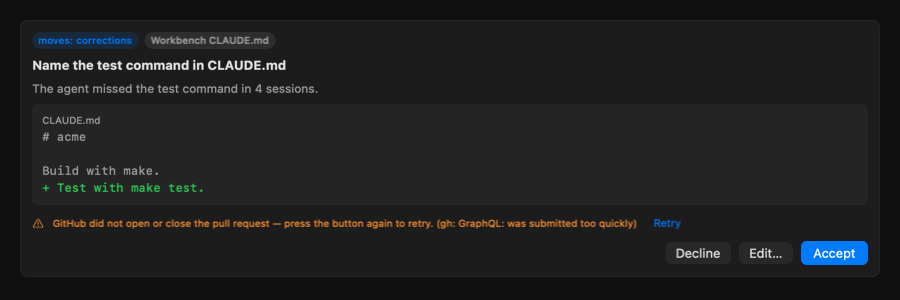 moves: corrections Workbench CLAUDE.md
Name the test command in CLAUDE.md
The agent missed the test command in 4 sessions.
CLAUDE.md
# acme
Build with make.
+ Test with make test.
GitHub did not open or close the pull request — press the button again to retry. (gh: GraphQL: was submitted too quickly) Retry
Decline Edit... Accept